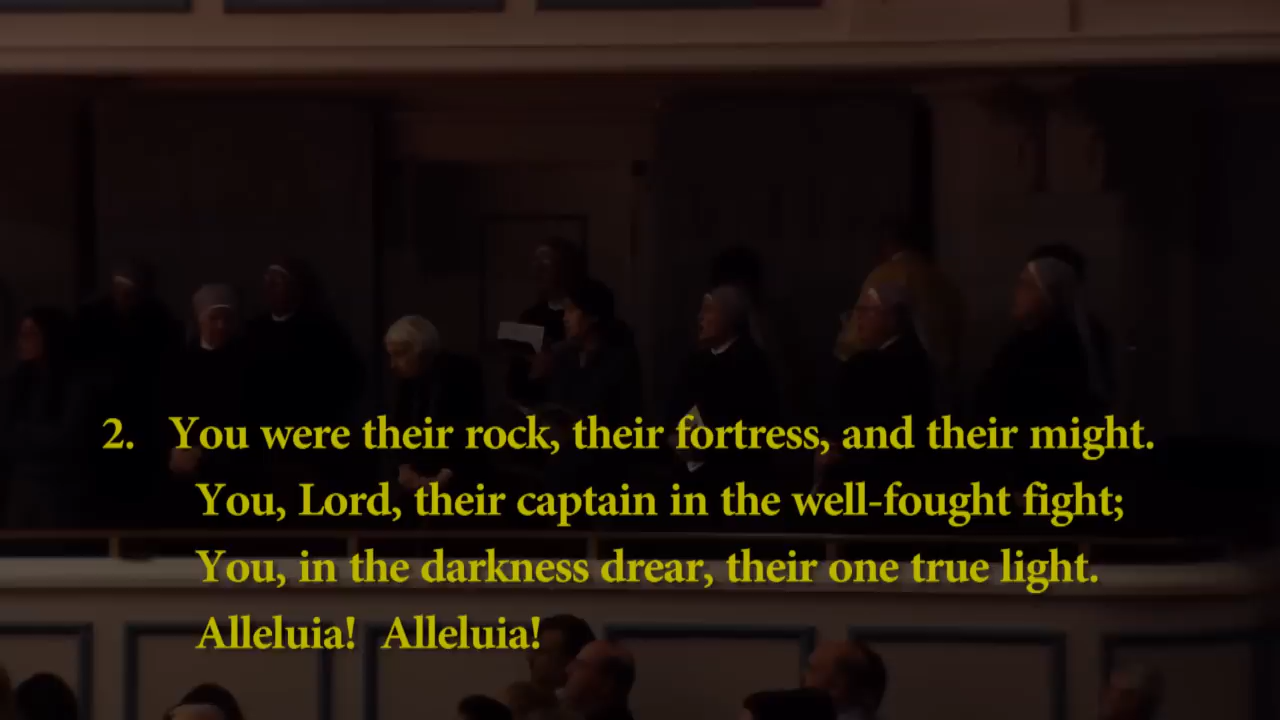 2. You were their rock, their fortress, and their might.
You, Lord, their captain in the well-fought fight;
You, in the darkness drear, their one true light.
Alleluia! Alleluia!